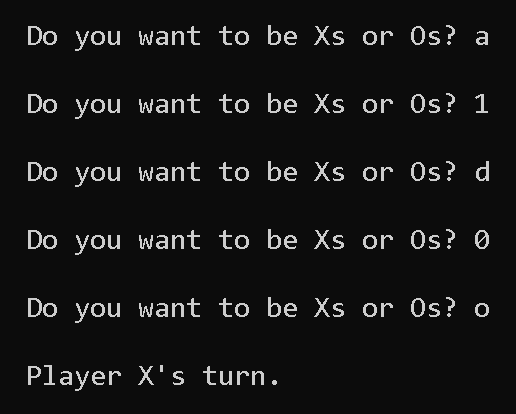 Do you want to be Xs or Os? a
Do you want to be Xs or Os? 1
Do you want to be Xs or Os? d
Do you want to be Xs or Os? 0
Do you want to be Xs or Os? o
Player X's turn.